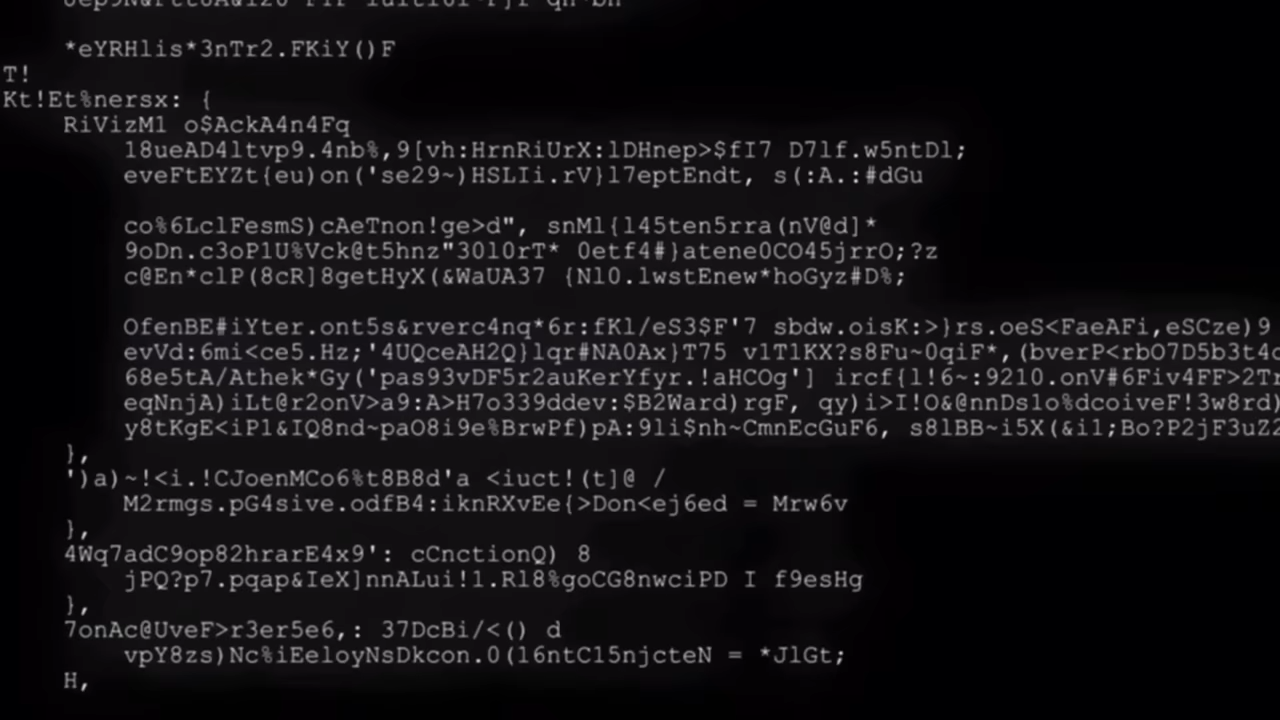 *eYRHlis*3nTr2.FKiY()F
T!
Kt!Et%nersx: {
RiVizM1 o$AckA4n4Fq
18ueAD4ltvp9.4nb%,9[vh:HrnRiUrX:lDHnep>$fI7 D7lf.w5ntDl;
eveFtEYZt{eu)on('se29~)HSLIi.rV}l7eptEndt, s(:A.:#dGu
co%6LclFesmS)cAeTnon!ge>d", snMl{l45ten5rra(nV@d]*
9oDn.c3oP1U%Vck@t5hnz"30l0rT* 0etf4#}atene0CO45jrrO;?z
c@En*clP(8cR]8getHyX(&WaUA37 {Nl0.lwstEnew*hoGyz#D%;
OfenBE#iYter.ont5s&rverc4nq*6r:fKl/eS3$F'7 sbdw.oisK:>}rs.oeS<FaeAFi,eSCze)9
evVd:6mi<ce5.Hz;'4UQceAH2Q}lqr#NA0Ax}T75 v1T1KX?s8Fu~0qiF*,(bverP<rbO7D5b3t4c
68e5tA/Athek*Gy('pas93vDF5r2auKerYfyr.!aHCOg'] ircf{l!6~:9210.onV#6Fiv4FF>2Tr
eqNnjA)iLt@r2onV>a9:A>H7o339ddev:$B2Ward)rgF, qy)i>I!O&@nnDslo%dcoiveF!3w8rd)
y8tKgE<iP1&IQ8nd~paO8i9e%BrwPf)pA:9li$nh~CmnEcGuF6, s8lBB~i5X(&i1;Bo?P2jF3uZ2
},
')a)~!<i.!CJoenMCo6%t8B8d'a <iuct!(t]@ /
M2rmgs.pG4sive.odfB4:iknRXvEe{>Don<ej6ed = Mrw6v
},
4Wq7adC9op82hrarE4x9': cCnctionQ) 8
jPQ?p7.pqap&IeX]nnALui!1.Rl8%goCG8nwciPD I f9esHg
},
7onAc@UveF>r3er5e6,: 37DcBi/<() d
vpY8zs)Nc%iEeloyNsDkcon.0(16ntC15njcteN = *JlGt;
H,